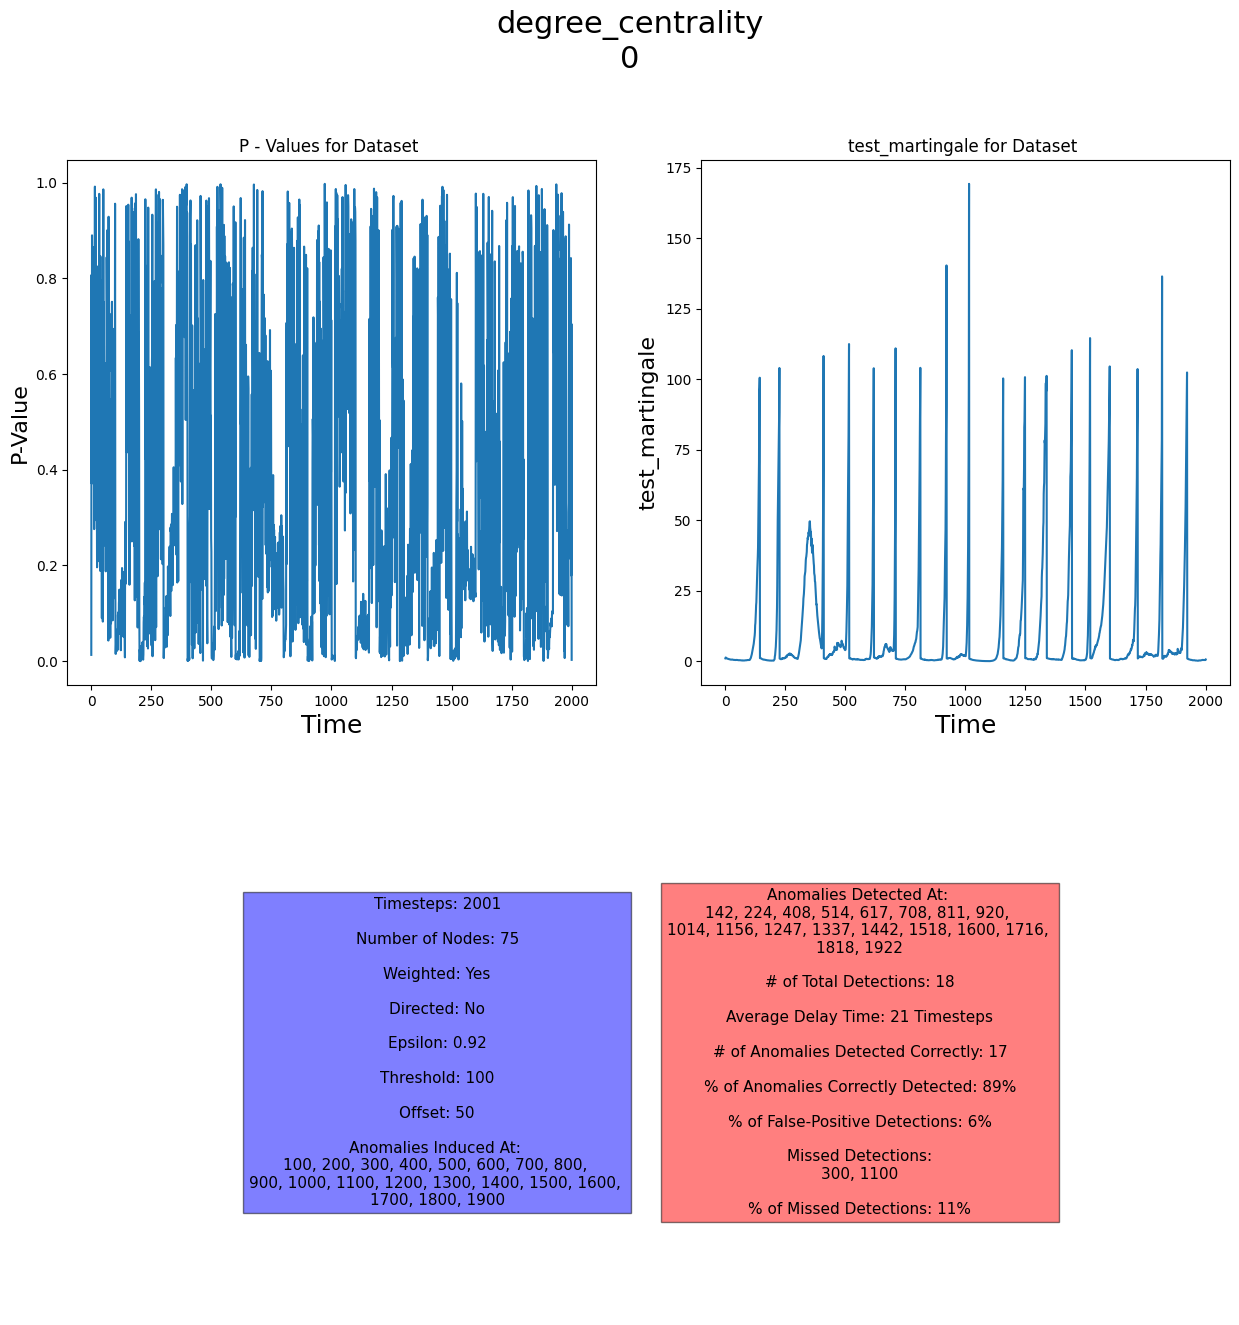 degree_centrality
0
P - Values for Dataset
1.0
0.8
0.6
0.4
0.2
0.0
P-Value
0 250 500 750 1000 1250 1500 1750 2000
Time
test_martingale for Dataset
175
150
125
100
75
50
25
0
test_martingale
0 250 500 750 1000 1250 1500 1750 2000
Time
Timesteps: 2001
Number of Nodes: 75
Weighted: Yes
Directed: No
Epsilon: 0.92
Threshold: 100
Offset: 50
Anomalies Induced At:
100, 200, 300, 400, 500, 600, 700, 800,
900, 1000, 1100, 1200, 1300, 1400, 1500, 1600,
1700, 1800, 1900
Anomalies Detected At:
142, 224, 408, 514, 617, 708, 811, 920,
1014, 1156, 1247, 1337, 1442, 1518, 1600, 1716,
1818, 1922
# of Total Detections: 18
Average Delay Time: 21 Timesteps
# of Anomalies Detected Correctly: 17
% of Anomalies Correctly Detected: 89%
% of False-Positive Detections: 6%
Missed Detections:
300, 1100
% of Missed Detections: 11%